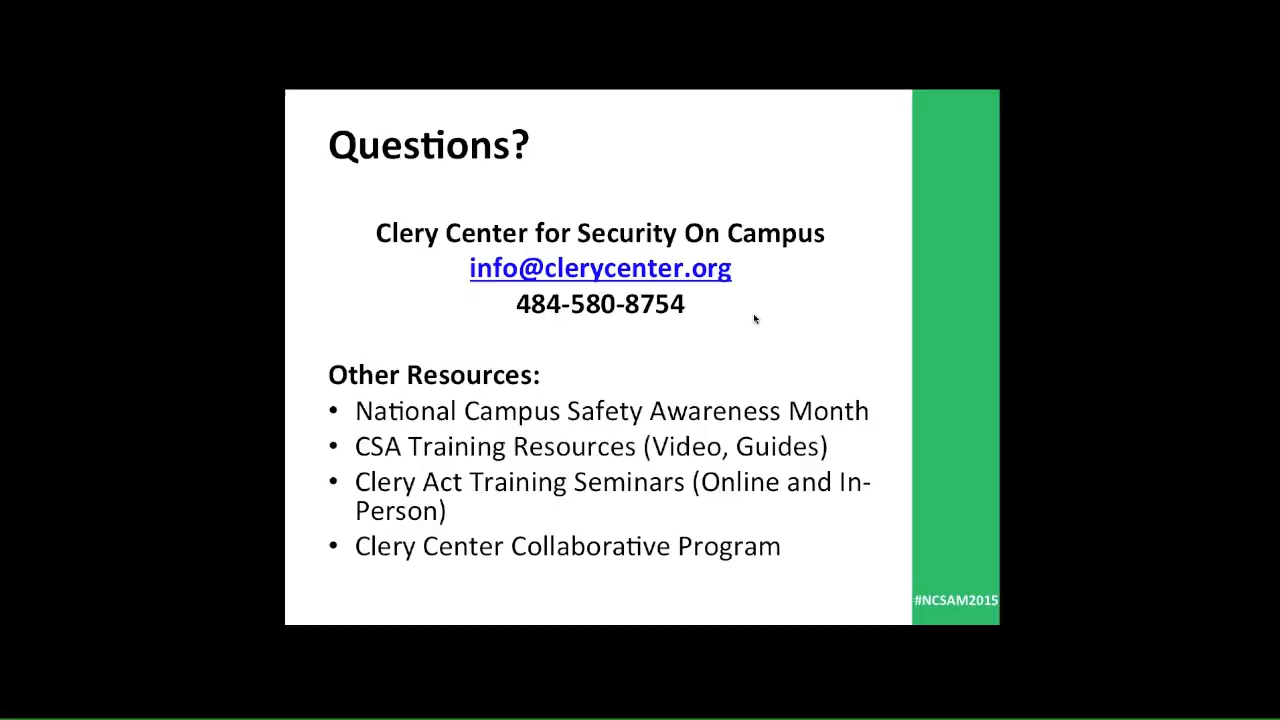 Questions?
Clery Center for Security On Campus
info@clerycenter.org
484-580-8754
Other Resources:
• National Campus Safety Awareness Month
• CSA Training Resources (Video, Guides)
• Clery Act Training Seminars (Online and In-
Person)
• Clery Center Collaborative Program
#NCSAM2015